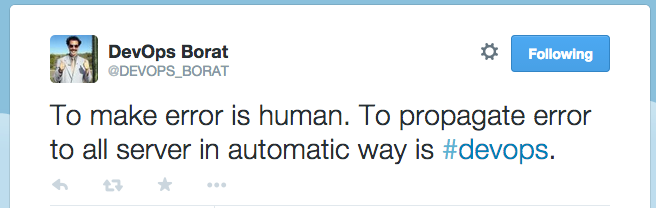 DevOps Borat
@DEVOPS_BORAT
Following
To make error is human. To propagate error
to all server in automatic way is #devops.